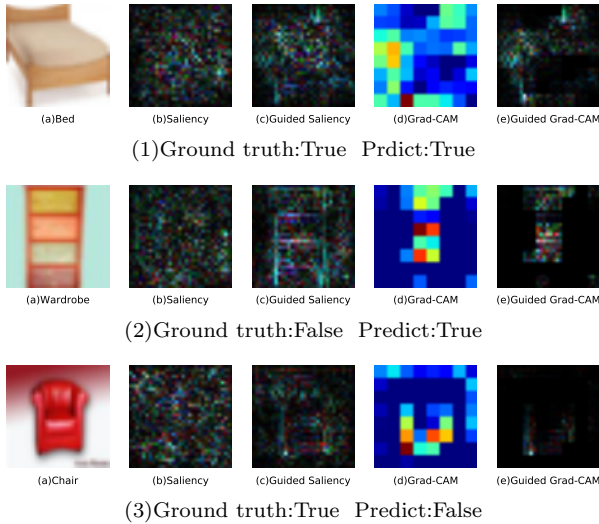 (a)Bed (b)Saliency (c)Guided Saliency (d)Grad-CAM (e)Guided Grad-CAM
(1)Ground truth:True Prdict:True
(a)Wardrobe (b)Saliency (c)Guided Saliency (d)Grad-CAM (e)Guided Grad-CAM
(2)Ground truth:False Predict:True
(a)Chair (b)Saliency (c)Guided Saliency (d)Grad-CAM (e)Guided Grad-CAM
(3)Ground truth:True Predict:False